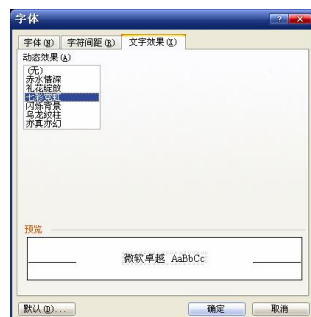 字体
字体(N) 字符间距(R) 文字效果(X)
动态效果(A)
(无)
赤水情深
礼花绽放
七彩霓虹
闪烁背景
乌龙绞柱
亦真亦幻
预览
微软卓越 AaBbCc
默认(D)... 确定 取消